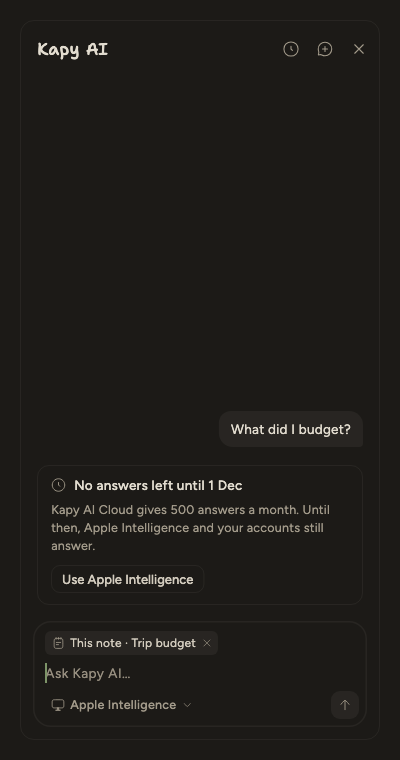 Kapy AI
What did I budget?
No answers left until 1 Dec
Kapy AI Cloud gives 500 answers a month. Until
then, Apple Intelligence and your accounts still
answer.
Use Apple Intelligence
This note · Trip budget
Ask Kapy AI...
Apple Intelligence